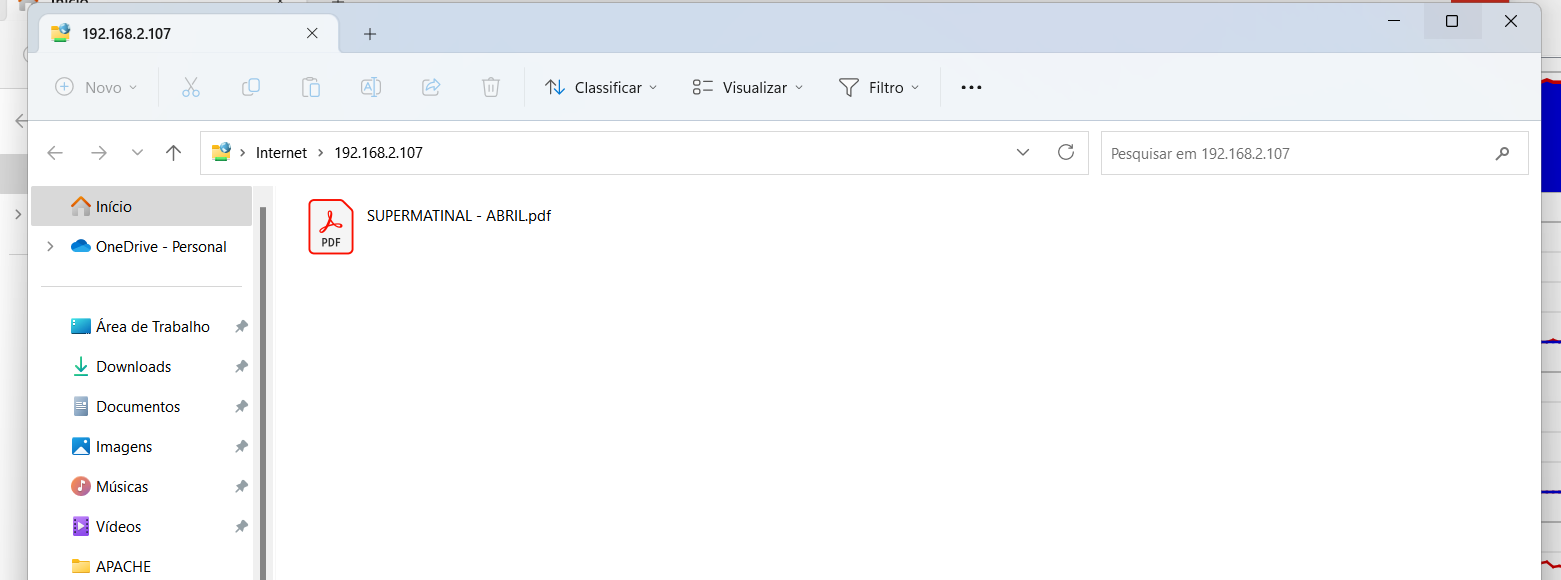 Início
192.168.2.107
Novo
Classificar
Visualizar
Filtro
Internet
192.168.2.107
Pesquisar em 192.168.2.107
Início
SUPERMATINAL - ABRIL.pdf
PDF
OneDrive - Personal
Área de Trabalho
Downloads
Documentos
Imagens
Músicas
Vídeos
APACHE